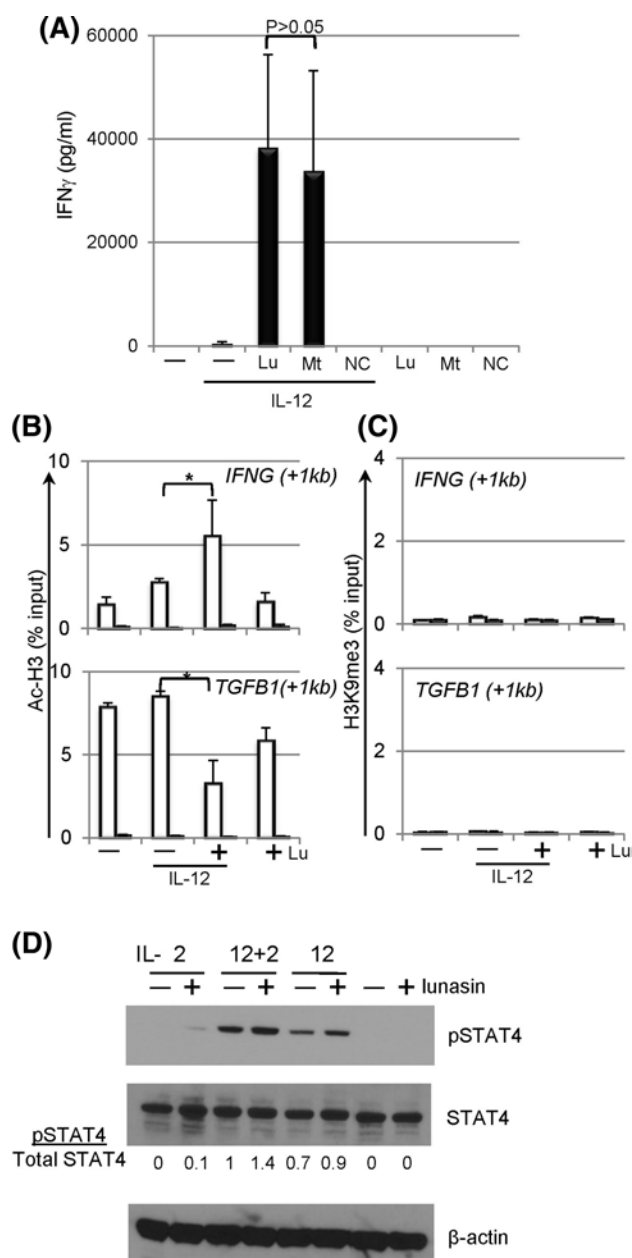 (A)
P>0.05
60000
40000
20000
0
IFNγ (pg/ml)
— — Lu Mt NC Lu Mt NC
IL-12
(B)
10
5
0
IFNG (+1kb)
*
Ac-H3 (% input)
10
5
0
TGFB1(+1kb)
*
— — + + Lu
IL-12
(C)
4
2
0
IFNG (+1kb)
H3K9me3 (% input)
4
2
0
TGFB1 (+1kb)
— — + + Lu
IL-12
(D)
IL- 2 12+2 12
— + — + — + — + lunasin
pSTAT4
STAT4
pSTAT4
Total STAT4 0 0.1 1 1.4 0.7 0.9 0 0
β-actin